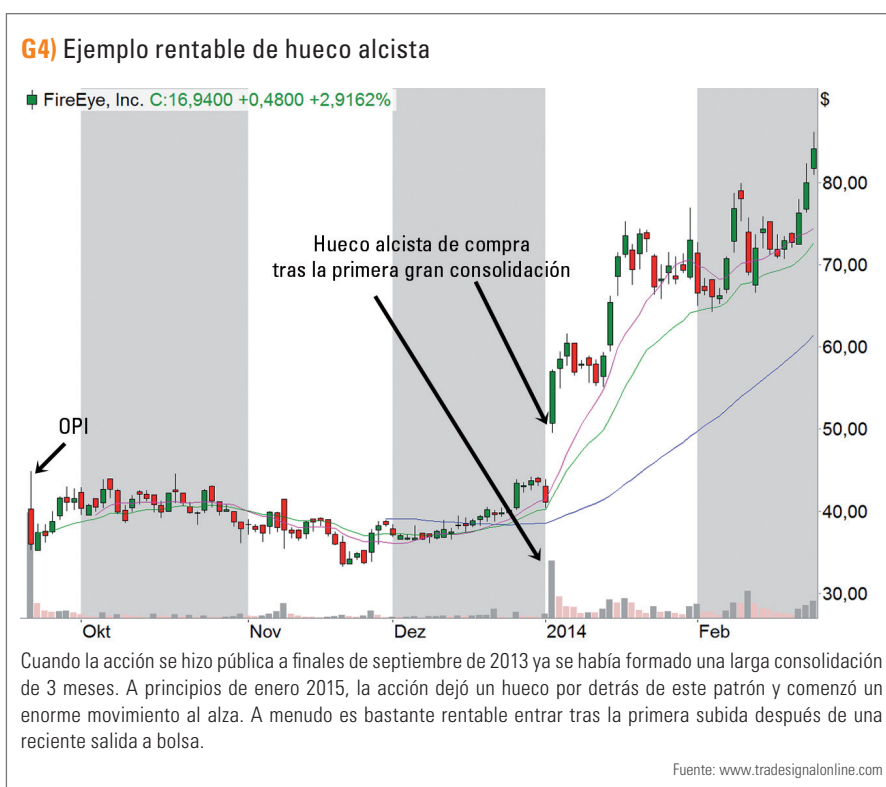 G4) Ejemplo rentable de hueco alcista
FireEye, Inc. C:16,9400 +0,4800 +2,9162%
$
80,00
Hueco alcista de compra
tras la primera gran consolidación
70,00
60,00
OPI
50,00
40,00
30,00
Okt Nov Dez 2014 Feb
Cuando la acción se hizo pública a finales de septiembre de 2013 ya se había formado una larga consolidación
de 3 meses. A principios de enero 2015, la acción dejó un hueco por detrás de este patrón y comenzó un
enorme movimiento al alza. A menudo es bastante rentable entrar tras la primera subida después de una
reciente salida a bolsa.
Fuente: www.tradesignalonline.com